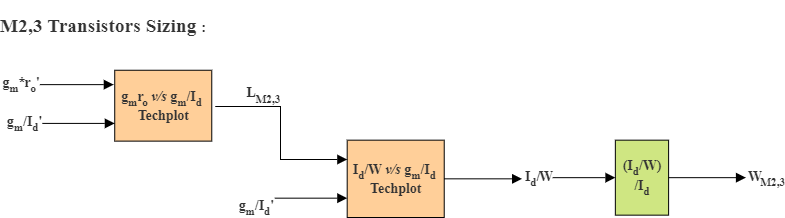 M2,3 Transistors Sizing :
gm*ro'
gm/Id'
gmro v/s gm/Id
Techplot
LM2,3
Id/W v/s gm/Id
Techplot
gm/Id'
Id/W
(Id/W)
/Id
WM2,3